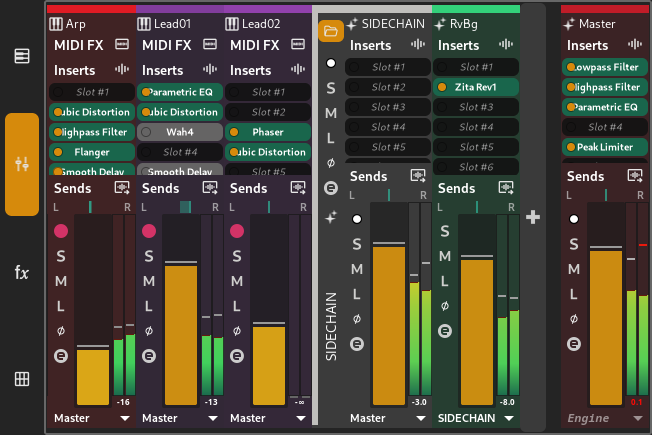 Arp
MIDI FX
Inserts
Slot #1
ubic Distortion
lighpass Filter
Flanger
Smooth Delay
Sends
L R
S
M
L
ø
-16
Master
Lead01
MIDI FX
Inserts
Parametric EQ
ubic Distortion
Wah4
Slot #4
Smooth Delay
Sends
L R
S
M
L
ø
-13
Master
Lead02
MIDI FX
Inserts
Slot #1
Slot #2
Phaser
ubic Distortion
Slot #5
Sends
L R
S
M
L
ø
-∞
Master
S
M
L
ø
SIDECHAIN
SIDECHAIN
Inserts
Slot #1
Slot #2
Slot #3
Slot #4
Slot #5
Sends
L R
S
M
L
ø
-3.0
Master
RvBg
Inserts
Slot #1
Zita Rev1
Slot #3
Slot #4
Slot #5
Slot #6
Sends
L R
S
M
L
ø
-8.0
SIDECHAIN
Master
Inserts
owpass Filter
lighpass Filter
Parametric EQ
Slot #4
Peak Limiter
Sends
L R
S
M
L
ø
0.1
Engine
fx